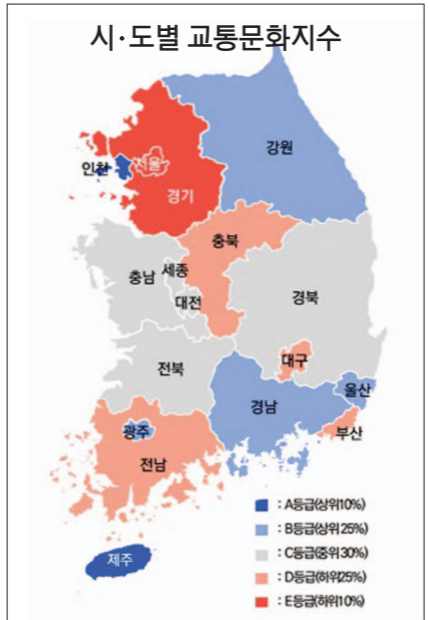 시·도별 교통문화지수
강원
인천
서울
경기
충북
충남
세종
대전
경북
전북
대구
울산
경남
부산
광주
전남
제주
: A등급(상위10%)
: B등급(상위25%)
: C등급(중위30%)
: D등급(하위25%)
: E등급(하위10%)